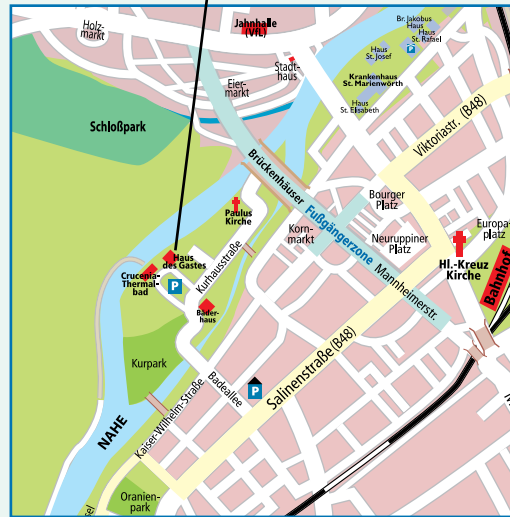 Holz-
markt
Jahnhalle
(VfL)
Br. Jakobus
Haus
Haus
St. Rafael
Haus
St. Josef
P
Stadt-
haus
Eier-
markt
Krankenhaus
St. Marienwörth
Haus
St. Elisabeth
Schloßpark
Viktoriastr. (B48)
Brückenhäuser
Fußgängerzone
Mannheimerstr.
Bourger
Platz
Paulus
Kirche
Korn-
markt
Neuruppiner
Platz
Europa-
platz
Hl.-Kreuz
Kirche
Bahnhof
Haus
des Gastes
Kurhausstraße
Crucenia-
Thermal-
bad
P
Bäder-
haus
Kurpark
Badeallee
P
Salinenstraße (B48)
Kaiser-Wilhelm-Straße
NAHE
Oranien-
park